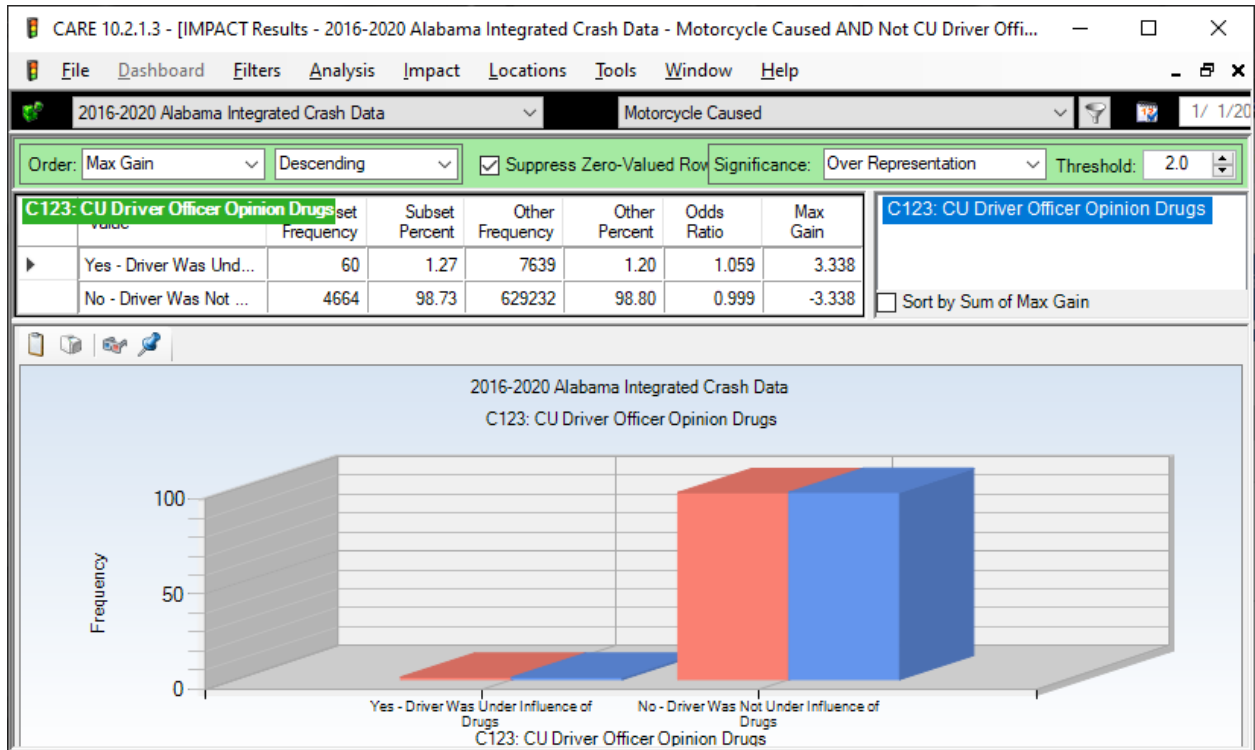 CARE 10.2.1.3 - [IMPACT Results - 2016-2020 Alabama Integrated Crash Data - Motorcycle Caused AND Not CU Driver Offi...
File Dashboard Filters Analysis Impact Locations Tools Window Help
2016-2020 Alabama Integrated Crash Data Motorcycle Caused 1/ 1/20
Order: Max Gain Descending Suppress Zero-Valued Row Significance: Over Representation Threshold: 2.0
C123: CU Driver Officer Opinion Drugs
set Frequency Subset Percent Other Frequency Other Percent Odds Ratio Max Gain
Yes - Driver Was Und... 60 1.27 7639 1.20 1.059 3.338
No - Driver Was Not ... 4664 98.73 629232 98.80 0.999 -3.338
C123: CU Driver Officer Opinion Drugs
Sort by Sum of Max Gain
2016-2020 Alabama Integrated Crash Data
C123: CU Driver Officer Opinion Drugs
100
50
0
Frequency
Yes - Driver Was Under Influence of Drugs
No - Driver Was Not Under Influence of Drugs
C123: CU Driver Officer Opinion Drugs